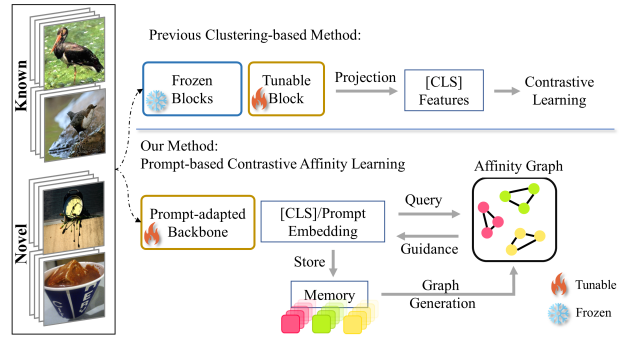 Known
Novel
Previous Clustering-based Method:
Frozen
Blocks
Tunable
Block
Projection
[CLS]
Features
Contrastive
Learning
Our Method:
Prompt-based Contrastive Affinity Learning
Prompt-adapted
Backbone
[CLS]/Prompt
Embedding
Query
Guidance
Affinity Graph
Store
Memory
Graph
Generation
Tunable
Frozen